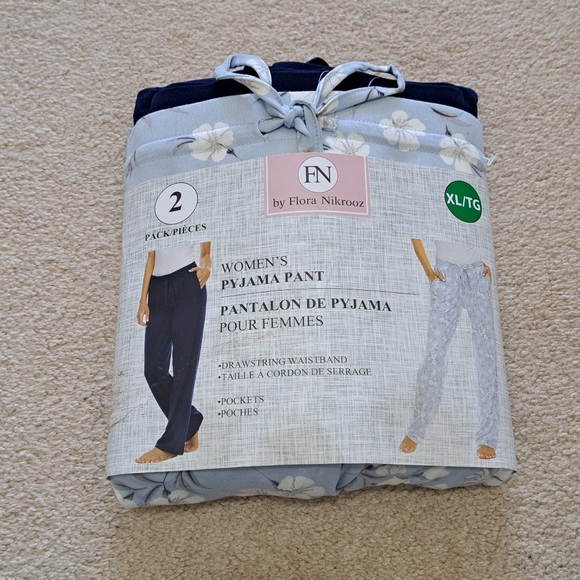 FN
by Flora Nikrooz
2
PACK/PIÈCES
XL/TG
WOMEN'S
PYJAMA PANT
PANTALON DE PYJAMA
POUR FEMMES
•DRAWSTRING WAISTBAND
•TAILLE À CORDON DE SERRAGE
•POCKETS
•POCHES